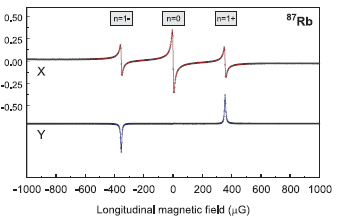 0,50
n=1-
n=0
n=1+
87Rb
0,25
0,00
X
-0,25
-0,50
Y
-1000 -800 -600 -400 -200 0 200 400 600 800 1000
Longitudinal magnetic field (μG)